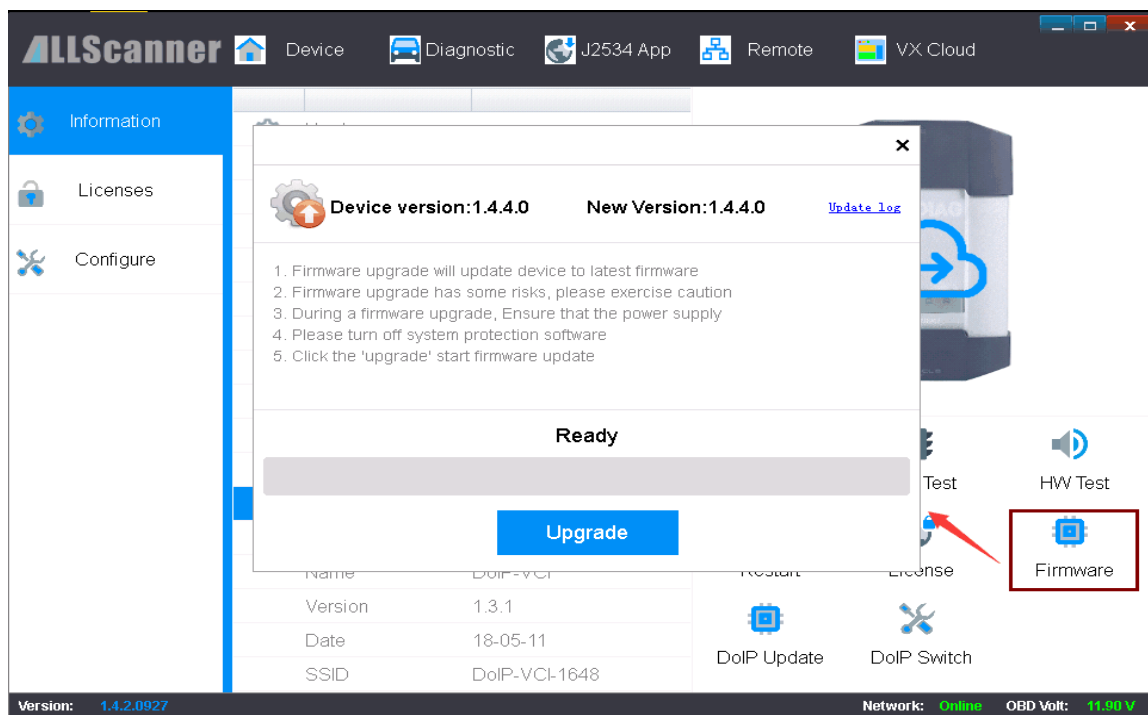 ALLScanner
Device
Diagnostic
J2534 App
Remote
VX Cloud
Information
Licenses
Configure
Device version:1.4.4.0
New Version:1.4.4.0
Update log
1. Firmware upgrade will update device to latest firmware
2. Firmware upgrade has some risks, please exercise caution
3. During a firmware upgrade, Ensure that the power supply
4. Please turn off system protection software
5. Click the 'upgrade' start firmware update
Ready
Upgrade
Test
HW Test
Restart
License
Firmware
Name
DoIP-VCI
Version
1.3.1
Date
18-05-11
SSID
DoIP-VCI-1648
DoIP Update
DoIP Switch
Version:
1.4.2.0927
Network:
Online
OBD Volt:
11.90 V